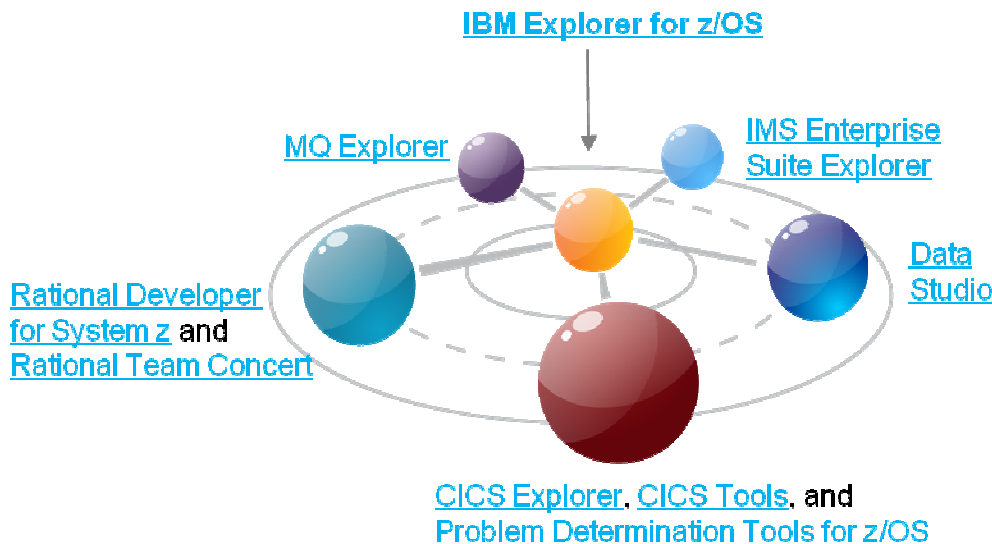 IBM Explorer for z/OS
MQ Explorer
IMS Enterprise
Suite Explorer
Data
Studio
Rational Developer
for System z and
Rational Team Concert
CICS Explorer, CICS Tools, and
Problem Determination Tools for z/OS